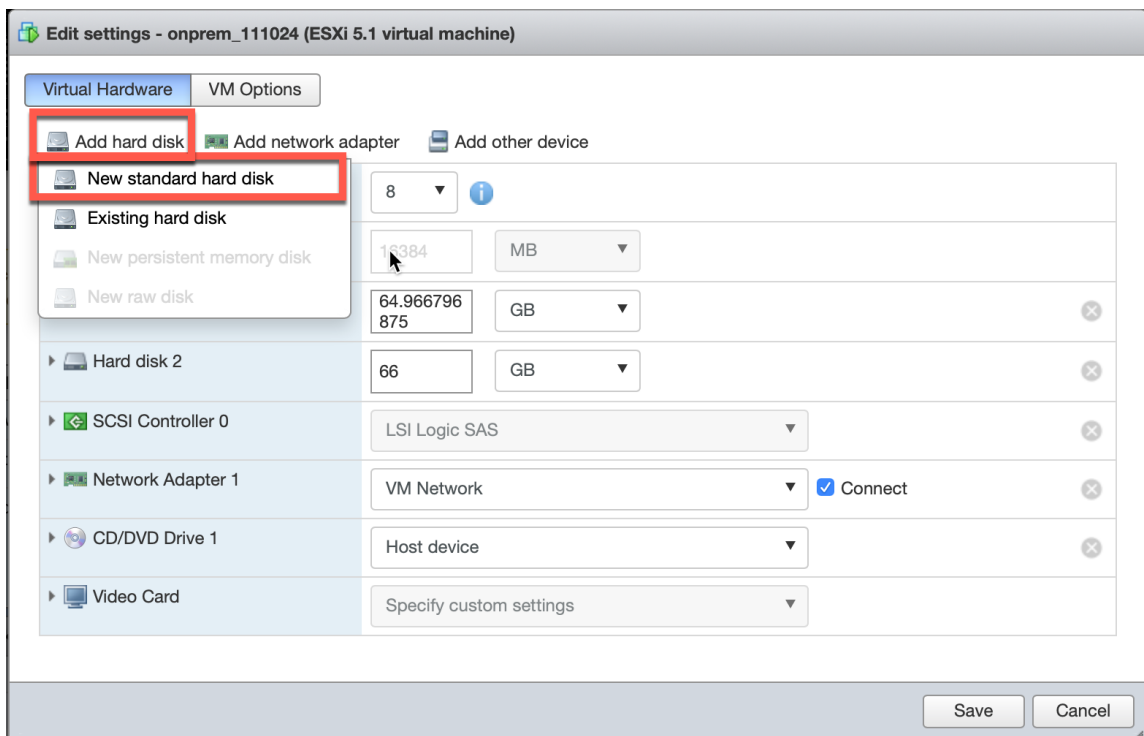 Edit settings - onprem_111024 (ESXi 5.1 virtual machine)
Virtual Hardware VM Options
Add hard disk Add network adapter Add other device
New standard hard disk
8
Existing hard disk
16384 MB
New persistent memory disk
New raw disk
64.966796
875
GB
Hard disk 2
66 GB
SCSI Controller 0
LSI Logic SAS
Network Adapter 1
VM Network Connect
CD/DVD Drive 1
Host device
Video Card
Specify custom settings
Save Cancel